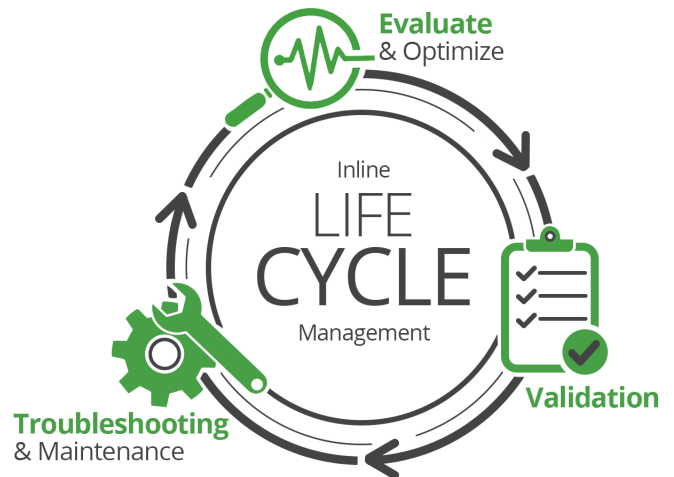 Evaluate
& Optimize
Inline
LIFE
CYCLE
Management
Validation
Troubleshooting
& Maintenance